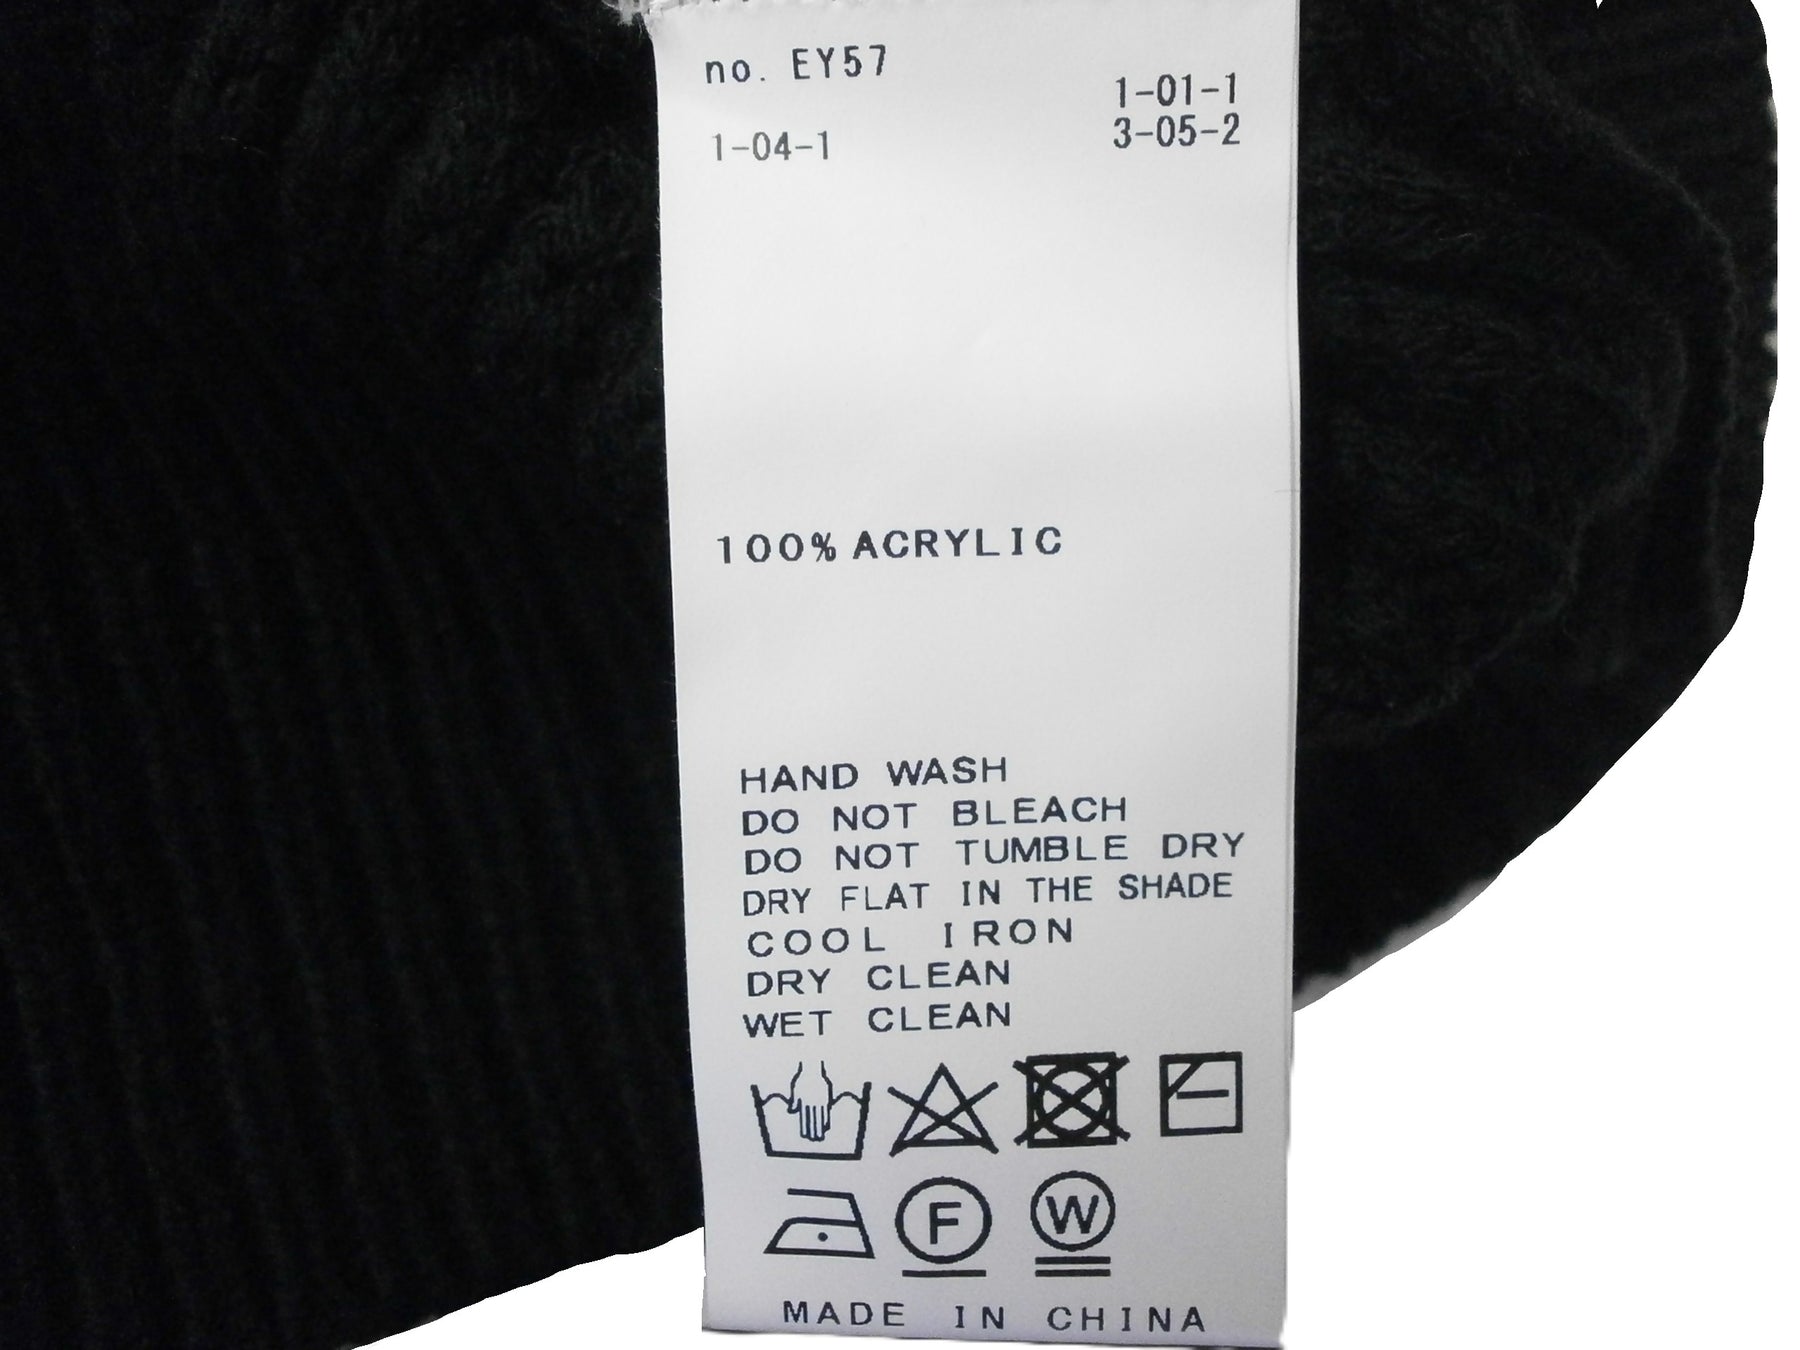 no. EY57
1-01-1
1-04-1
3-05-2
100% ACRYLIC
HAND WASH
DO NOT BLEACH
DO NOT TUMBLE DRY
DRY FLAT IN THE SHADE
COOL IRON
DRY CLEAN
WET CLEAN
F W
MADE IN CHINA